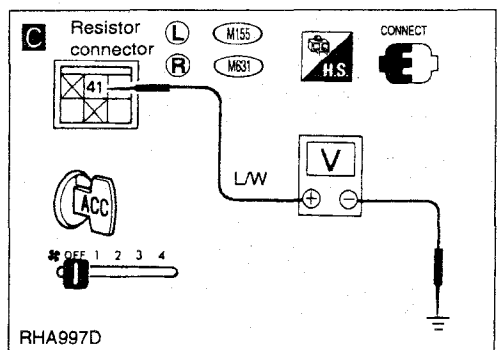 C Resistor connector L M155 R M631
H.S.
CONNECT
41
V
L/W
+ −
ACC
OFF 1 2 3 4
RHA997D